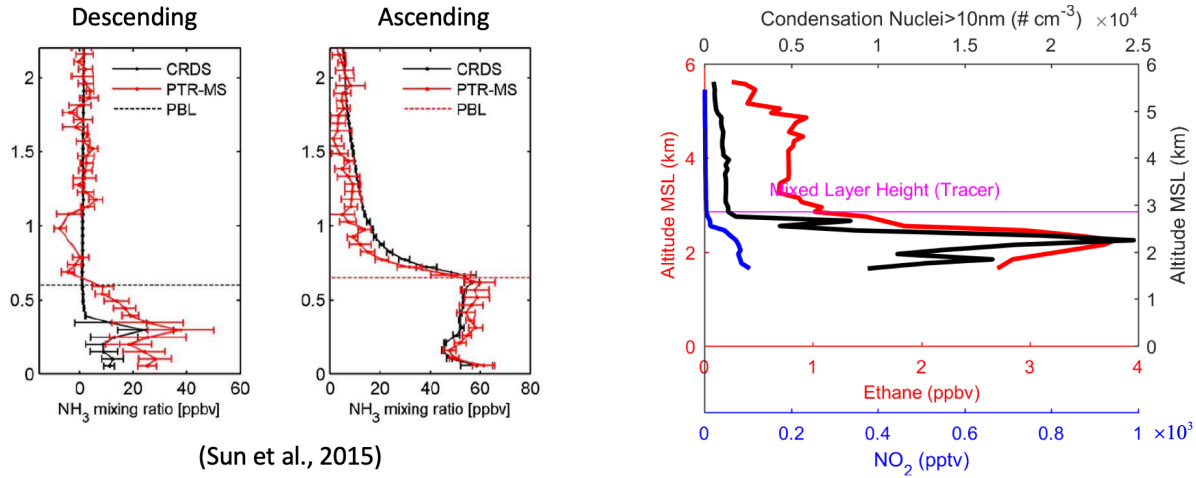 Descending
Ascending
CRDS
PTR-MS
PBL
2
1.5
1
0.5
0
0 20 40 60
NH3 mixing ratio [ppbv]
CRDS
PTR-MS
PBL
2
1.5
1
0.5
0
0 20 40 60 80
NH3 mixing ratio [ppbv]
(Sun et al., 2015)
Condensation Nuclei>10nm (# cm-3) ×10⁴
0 0.5 1 1.5 2 2.5
6
4
2
0
Altitude MSL (km)
Mixed Layer Height (Tracer)
6
5
4
3
2
1
0
Altitude MSL (km)
0 1 2 3 4
Ethane (ppbv)
0 0.2 0.4 0.6 0.8 1 ×10³
NO2 (pptv)